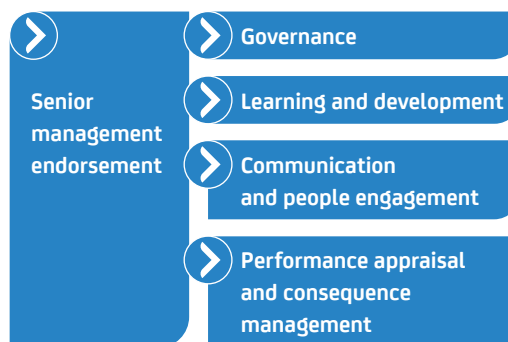 Senior
management
endorsement
Governance
Learning and development
Communication
and people engagement
Performance appraisal
and consequence
management